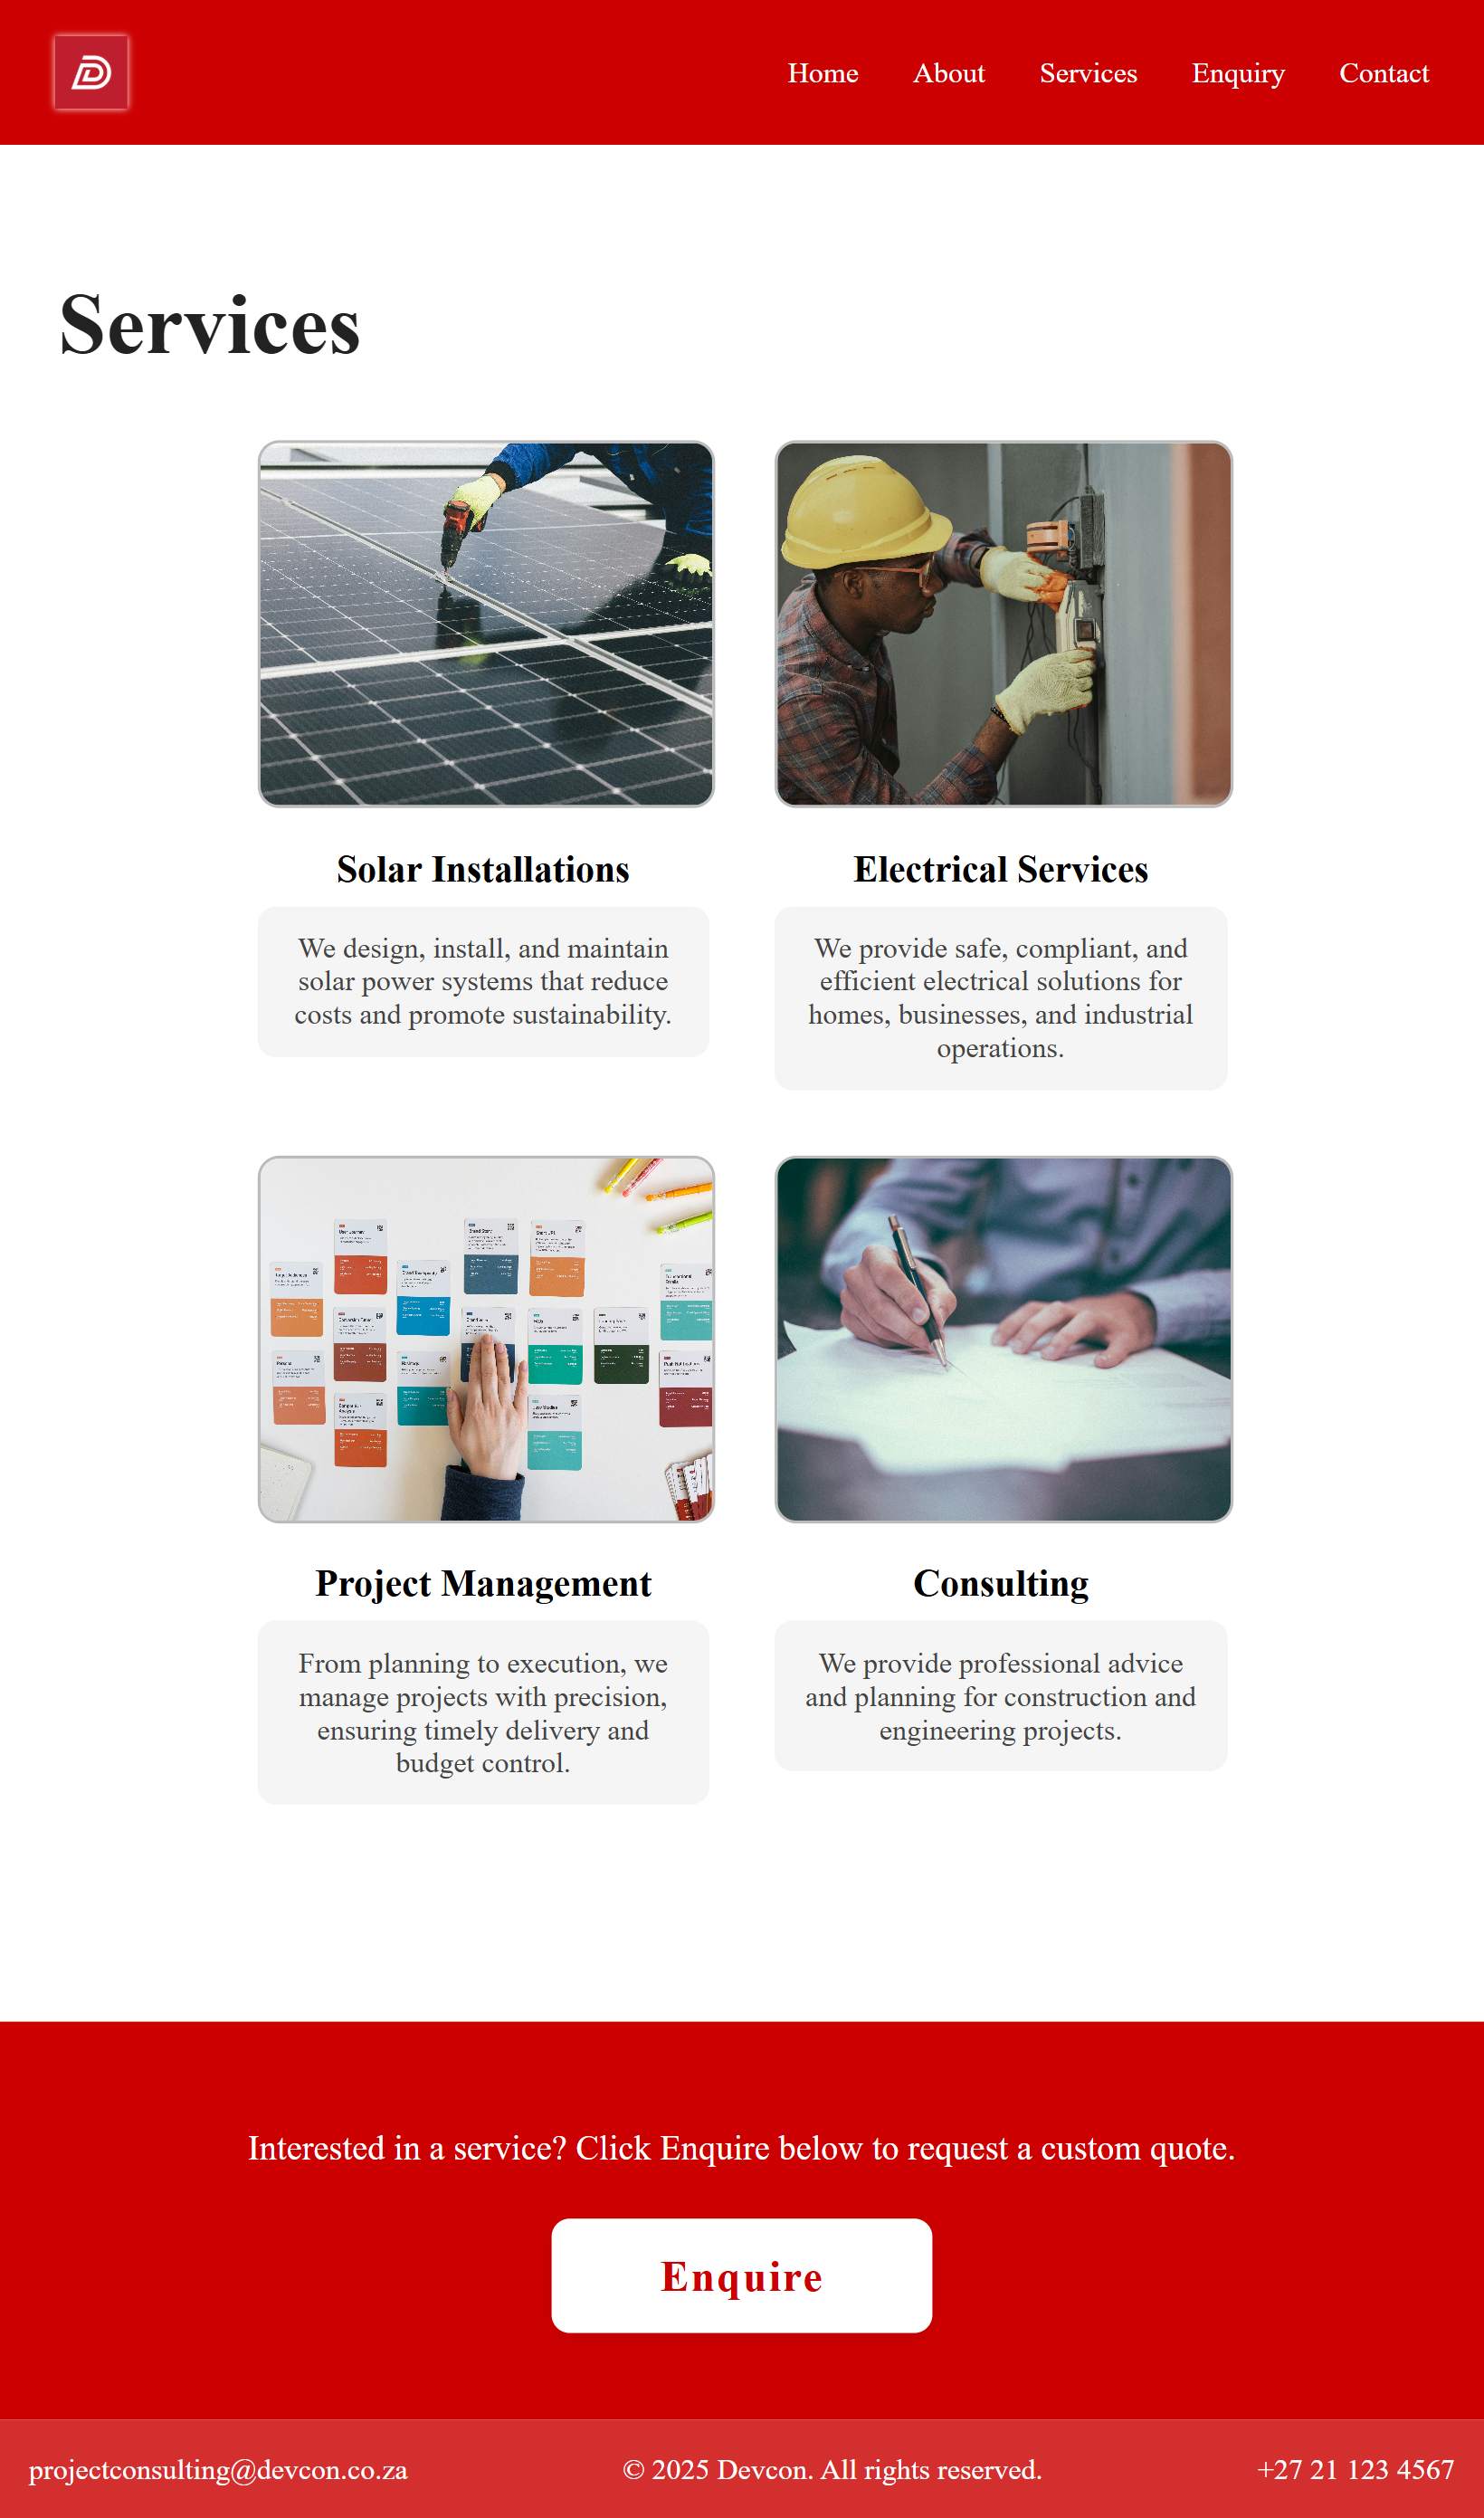 Home About Services Enquiry Contact
Services
Solar Installations
We design, install, and maintain
solar power systems that reduce
costs and promote sustainability.
Electrical Services
We provide safe, compliant, and
efficient electrical solutions for
homes, businesses, and industrial
operations.
Project Management
From planning to execution, we
manage projects with precision,
ensuring timely delivery and
budget control.
Consulting
We provide professional advice
and planning for construction and
engineering projects.
Interested in a service? Click Enquire below to request a custom quote.
Enquire
projectconsulting@devcon.co.za
© 2025 Devcon. All rights reserved.
+27 21 123 4567